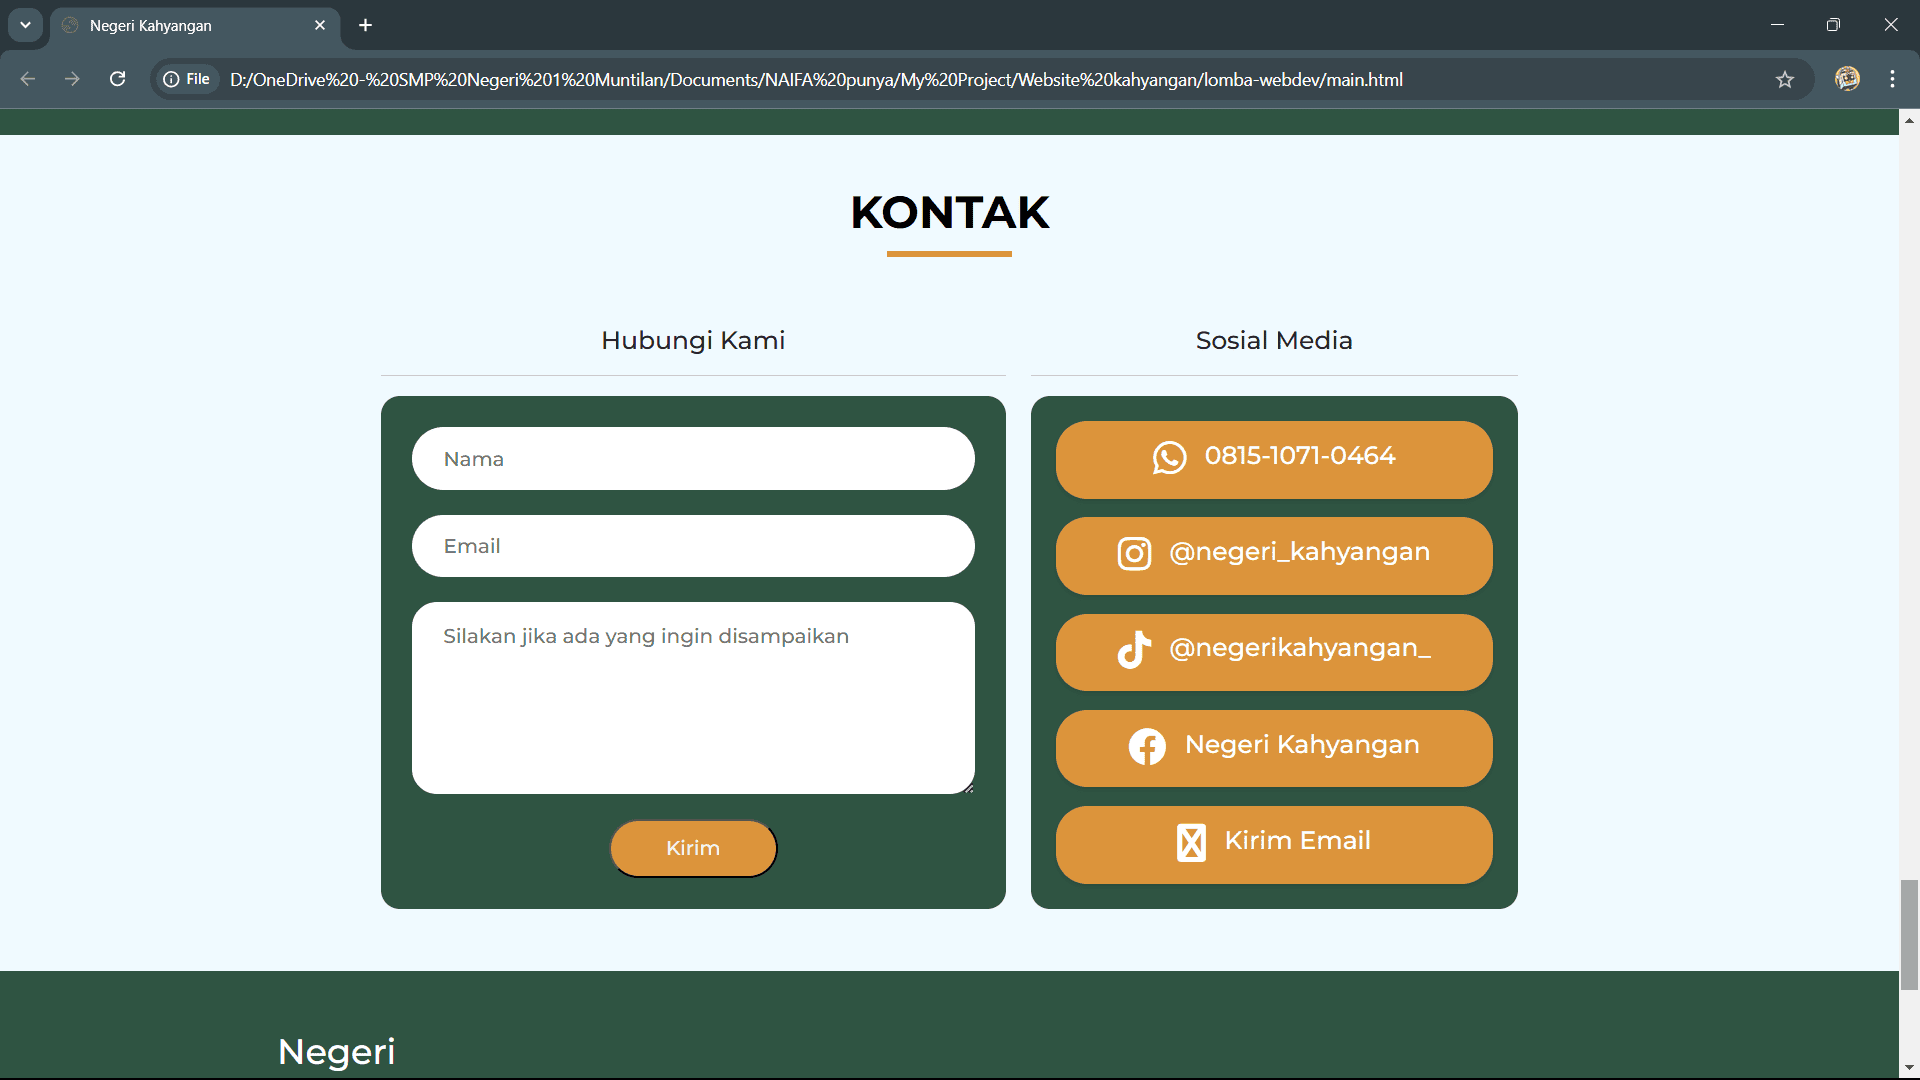 Negeri Kahyangan
File
D:/OneDrive%20-%20SMP%20Negeri%201%20Muntilan/Documents/NAIFA%20punya/My%20Project/Website%20kahyangan/lomba-webdev/main.html
KONTAK
Hubungi Kami
Nama
Email
Silakan jika ada yang ingin disampaikan
Kirim
Sosial Media
0815-1071-0464
@negeri_kahyangan
@negerikahyangan_
Negeri Kahyangan
Kirim Email
Negeri